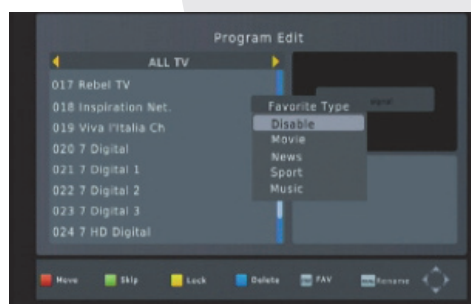 Program Edit
ALL TV
017 Rebel TV
018 Inspiration Net.
019 Viva l'Italia Ch
020 7 Digital
021 7 Digital 1
022 7 Digital 2
023 7 Digital 3
024 7 HD Digital
Favorite Type
Disable
Movie
News
Sport
Music
Move Skip Lock Delete FAV Rename